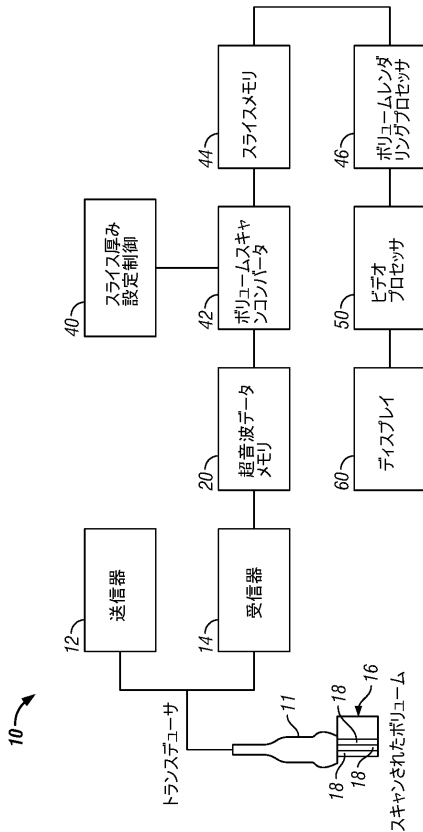 10
12
送信器
14
受信器
トランスデューサ
11
18
18
18
16
スキャンされたボリューム
20
超音波データ
メモリ
40
スライス厚み
設定制御
42
ボリュームスキャ
ンコンバータ
44
スライスメモリ
46
ボリュームレンダ
リングプロセッサ
50
ビデオ
プロセッサ
60
ディスプレイ